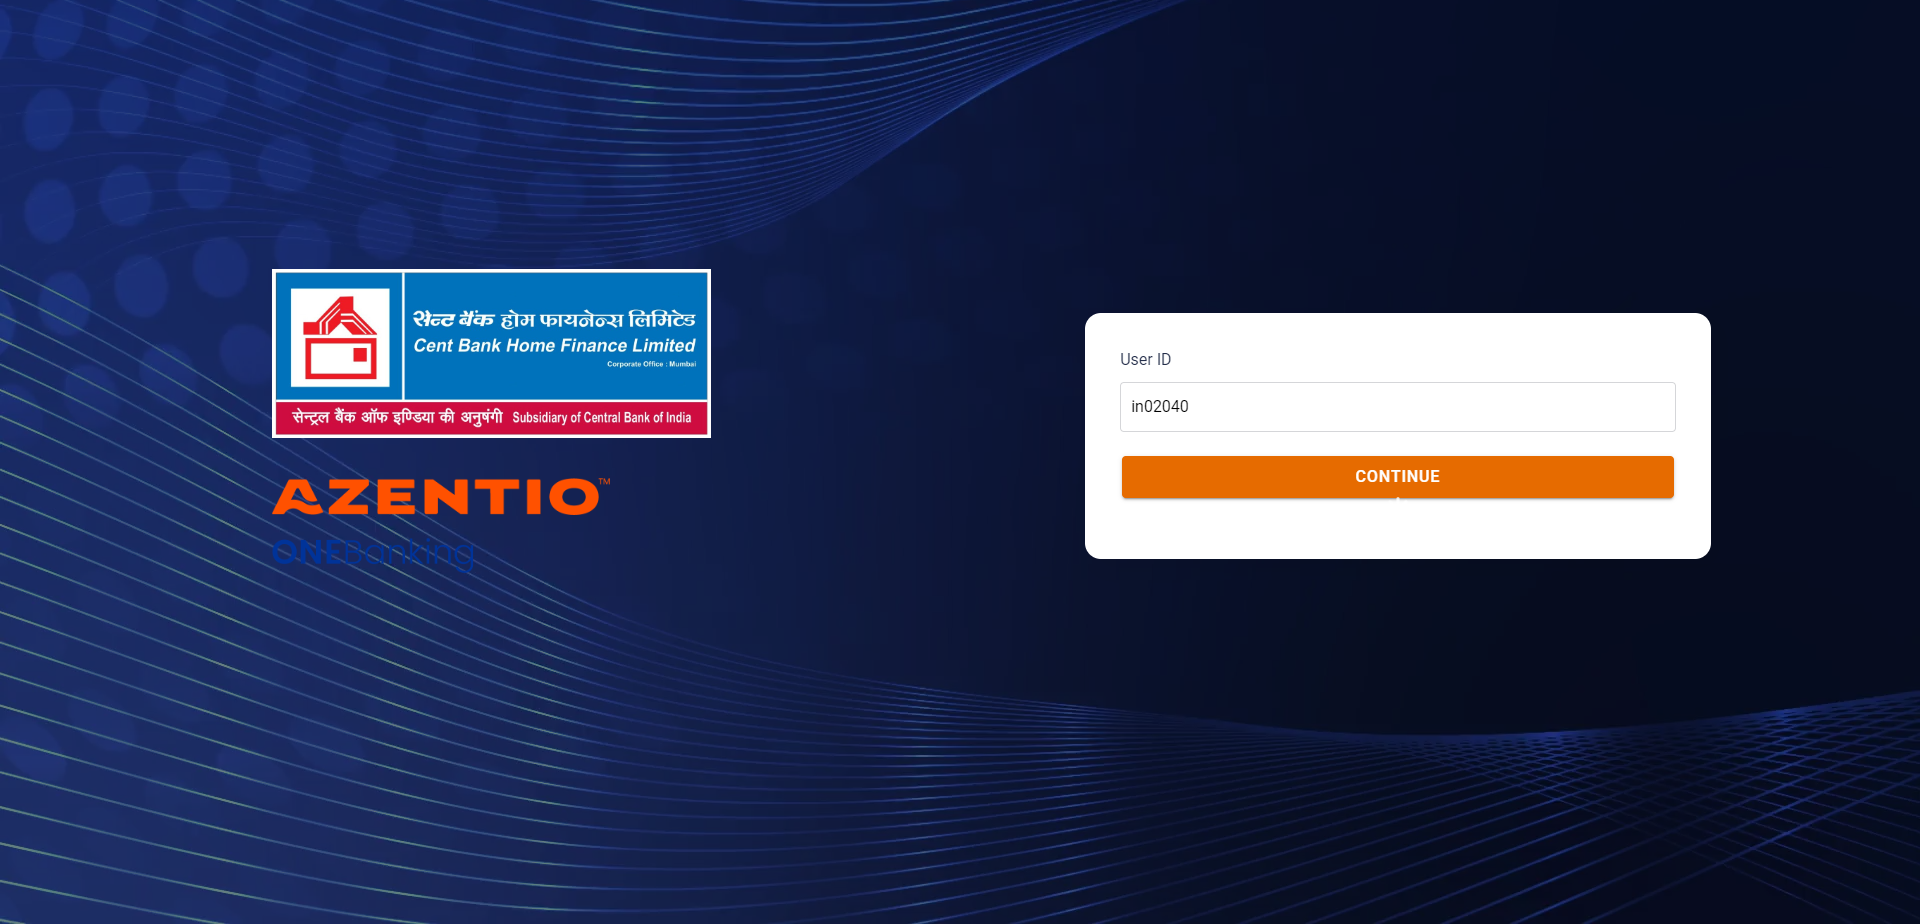 सेन्ट बैंक होम फायनेन्स लिमिटेड
Cent Bank Home Finance Limited
Corporate Office : Mumbai
सेन्ट्रल बैंक ऑफ इण्डिया की अनुषंगी Subsidiary of Central Bank of India
AZENTIO™
ONEBanking
User ID
in02040
CONTINUE